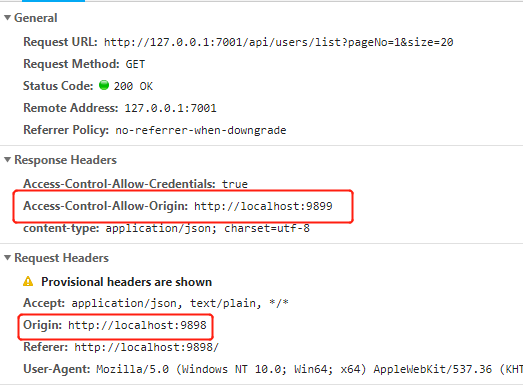 General
Request URL: http://127.0.0.1:7001/api/users/list?pageNo=1&size=20
Request Method: GET
Status Code: 200 OK
Remote Address: 127.0.0.1:7001
Referrer Policy: no-referrer-when-downgrade
Response Headers
Access-Control-Allow-Credentials: true
Access-Control-Allow-Origin: http://localhost:9899
content-type: application/json; charset=utf-8
Request Headers
Provisional headers are shown
Accept: application/json, text/plain, */*
Origin: http://localhost:9898
Referer: http://localhost:9898/
User-Agent: Mozilla/5.0 (Windows NT 10.0; Win64; x64) AppleWebKit/537.36 (KHT